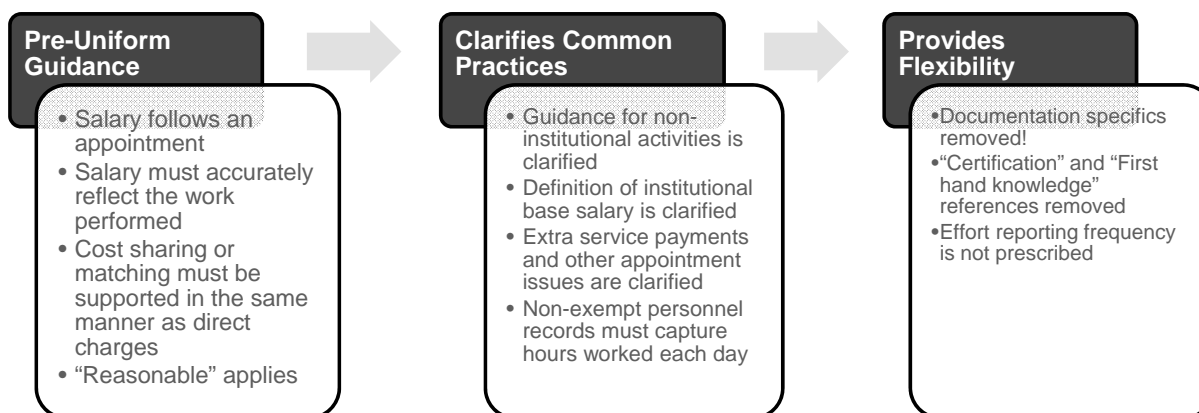 Pre-Uniform
Guidance
• Salary follows an
appointment
• Salary must accurately
reflect the work
performed
• Cost sharing or
matching must be
supported in the same
manner as direct
charges
• “Reasonable” applies
Clarifies Common
Practices
• Guidance for non-
institutional activities is
clarified
• Definition of institutional
base salary is clarified
• Extra service payments
and other appointment
issues are clarified
• Non-exempt personnel
records must capture
hours worked each day
Provides
Flexibility
•Documentation specifics
removed!
•“Certification” and “First
hand knowledge”
references removed
•Effort reporting frequency
is not prescribed